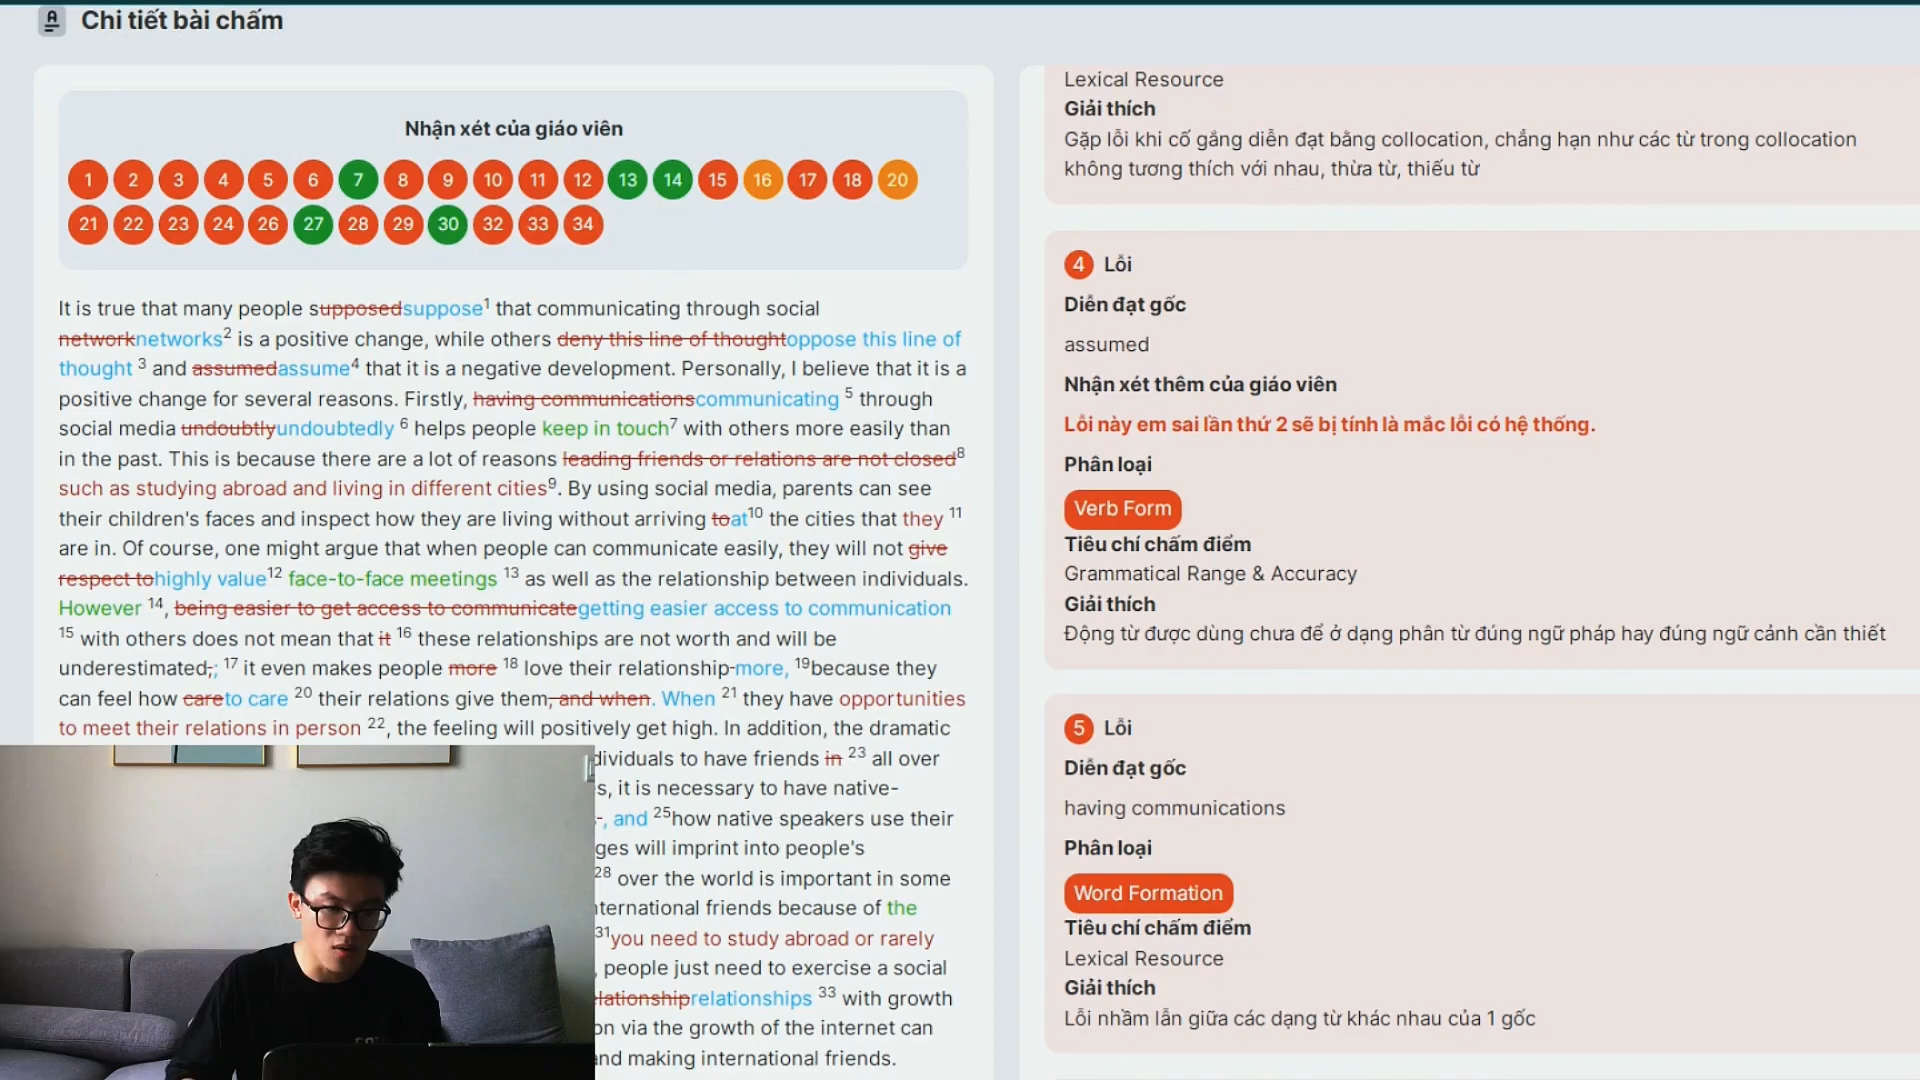 Chi tiết bài chấm
Nhận xét của giáo viên
1 2 3 4 5 6 7 8 9 10 11 12 13 14 15 16 17 18 20
21 22 23 24 26 27 28 29 30 32 33 34
It is true that many people supposedsuppose1 that communicating through social
networknetworks2 is a positive change, while others deny this line of thoughtoppose this line of
thought 3 and assumedassume4 that it is a negative development. Personally, I believe that it is a
positive change for several reasons. Firstly, having communicationscommunicating 5 through
social media undoubtlyundoubtedly 6 helps people keep in touch7 with others more easily than
in the past. This is because there are a lot of reasons leading friends or relations are not closed8
such as studying abroad and living in different cities9. By using social media, parents can see
their children's faces and inspect how they are living without arriving toat10 the cities that they 11
are in. Of course, one might argue that when people can communicate easily, they will not give
respect tohighly value12 face-to-face meetings 13 as well as the relationship between individuals.
However 14, being easier to get access to communicategetting easier access to communication
15 with others does not mean that it 16 these relationships are not worth and will be
underestimated,; 17 it even makes people more 18 love their relationship more, 19because they
can feel how careto care 20 their relations give them, and when. When 21 they have opportunities
to meet their relations in person 22, the feeling will positively get high. In addition, the dramatic
dividuals to have friends in 23 all over
s, it is necessary to have native-
, and 25how native speakers use their
ges will imprint into people's
28 over the world is important in some
ternational friends because of the
31you need to study abroad or rarely
, people just need to exercise a social
elationshiprelationships 33 with growth
on via the growth of the internet can
and making international friends.
Lexical Resource
Giải thích
Gặp lỗi khi cố gắng diễn đạt bằng collocation, chẳng hạn như các từ trong collocation
không tương thích với nhau, thừa từ, thiếu từ
4 Lỗi
Diễn đạt gốc
assumed
Nhận xét thêm của giáo viên
Lỗi này em sai lần thứ 2 sẽ bị tính là mắc lỗi có hệ thống.
Phân loại
Verb Form
Tiêu chí chấm điểm
Grammatical Range & Accuracy
Giải thích
Động từ được dùng chưa để ở dạng phân từ đúng ngữ pháp hay đúng ngữ cảnh cần thiết
5 Lỗi
Diễn đạt gốc
having communications
Phân loại
Word Formation
Tiêu chí chấm điểm
Lexical Resource
Giải thích
Lỗi nhầm lẫn giữa các dạng từ khác nhau của 1 gốc